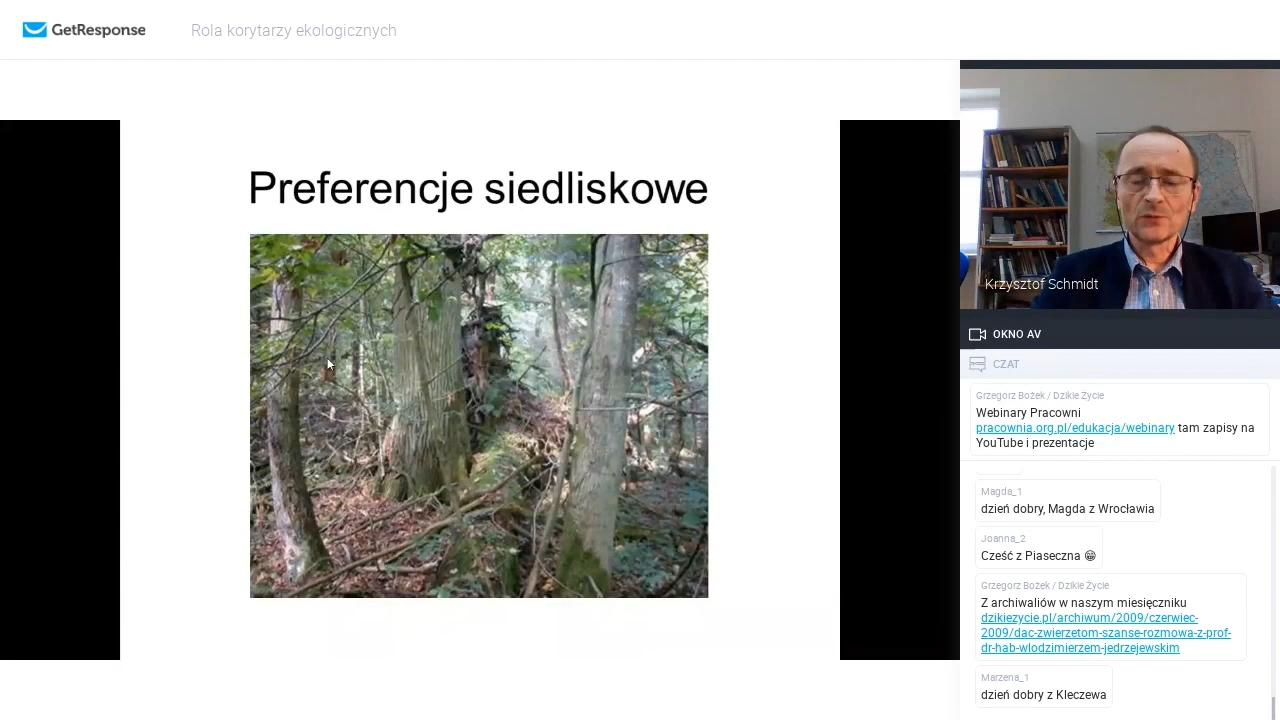 GetResponse
Rola korytarzy ekologicznych
Preferencje siedliskowe
Krzysztof Schmidt
OKNO AV
CZAT
Grzegorz Bożek / Dzikie Życie
Webinary Pracowni
pracownia.org.pl/edukacja/webinary tam zapisy na
YouTube i prezentacje
Magda_1
dzień dobry, Magda z Wrocławia
Joanna_2
Cześć z Piaseczna 😁
Grzegorz Bożek / Dzikie Życie
Z archiwaliów w naszym miesięczniku
dzikiezycie.pl/archiwum/2009/czerwiec-
2009/dac-zwierzetom-szanse-rozmowa-z-prof-
dr-hab-wlodzimierzem-jedrzejewskim
Marzena_1
dzień dobry z Kleczewa